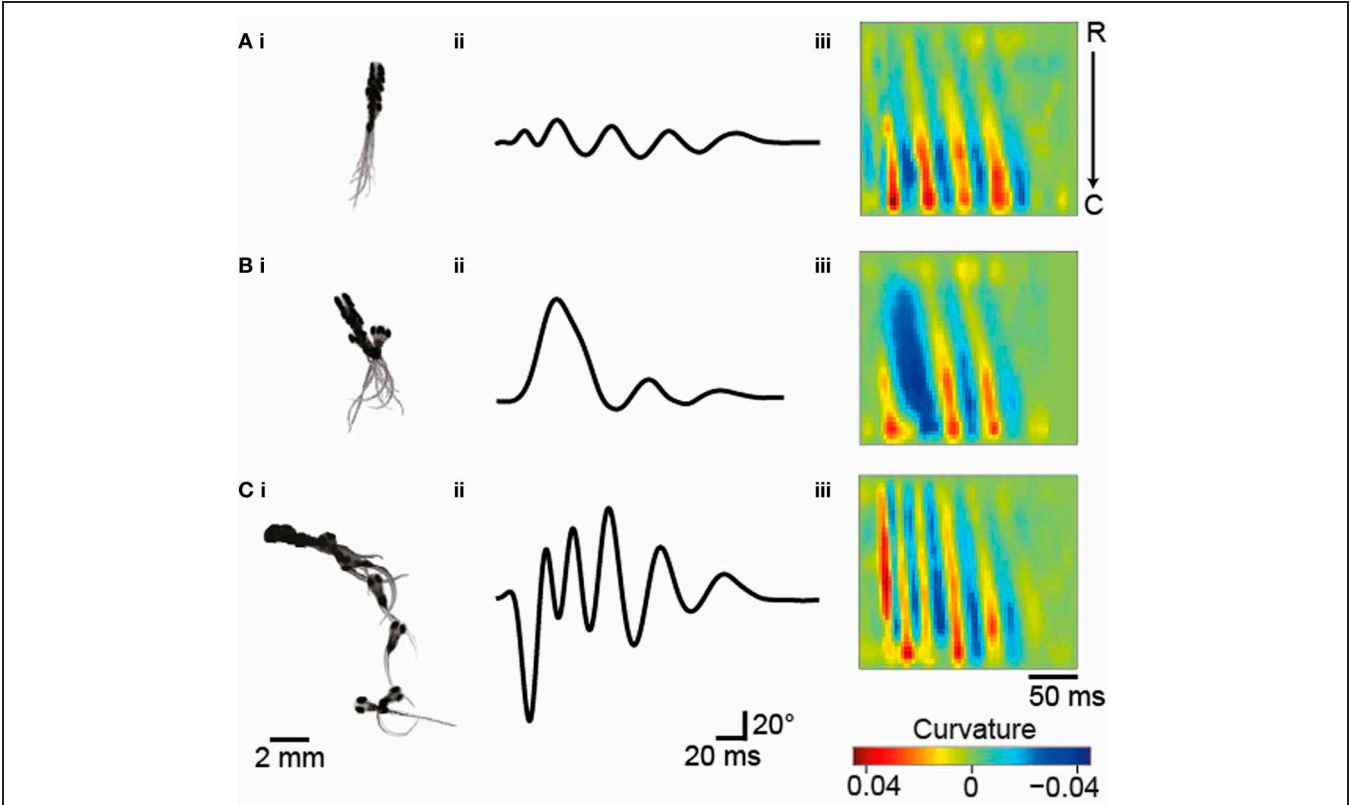 A i ii iii R
C
B i ii iii
C i ii iii
50 ms
20°
20 ms
2 mm
Curvature
0.04 0 −0.04